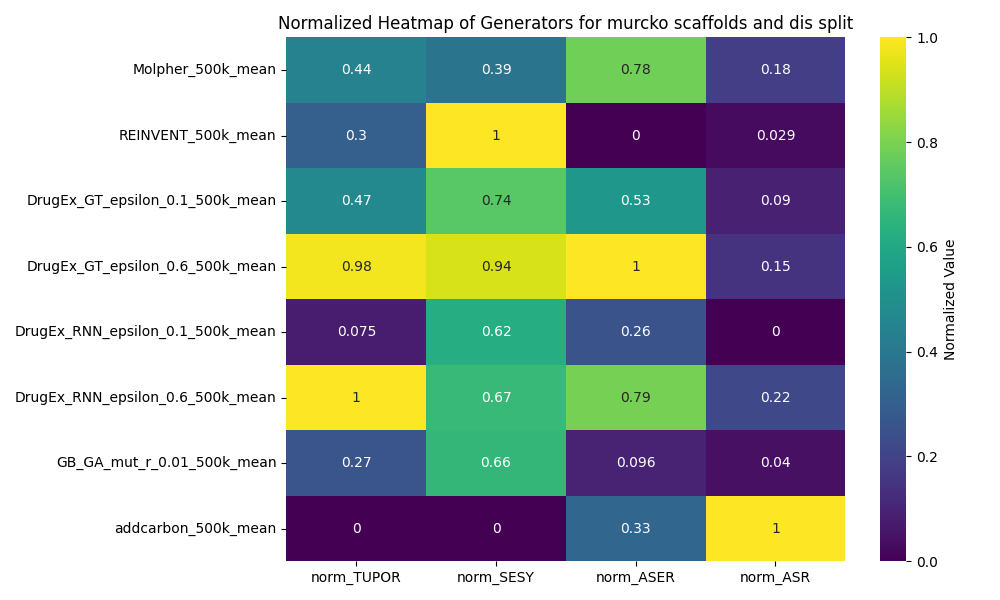 Normalized Heatmap of Generators for murcko scaffolds and dis split
Molpher_500k_mean 0.44 0.39 0.78 0.18
REINVENT_500k_mean 0.3 1 0 0.029
DrugEx_GT_epsilon_0.1_500k_mean 0.47 0.74 0.53 0.09
DrugEx_GT_epsilon_0.6_500k_mean 0.98 0.94 1 0.15
DrugEx_RNN_epsilon_0.1_500k_mean 0.075 0.62 0.26 0
DrugEx_RNN_epsilon_0.6_500k_mean 1 0.67 0.79 0.22
GB_GA_mut_r_0.01_500k_mean 0.27 0.66 0.096 0.04
addcarbon_500k_mean 0 0 0.33 1
norm_TUPOR norm_SESY norm_ASER norm_ASR
1.0
0.8
0.6
0.4
0.2
0.0
Normalized Value